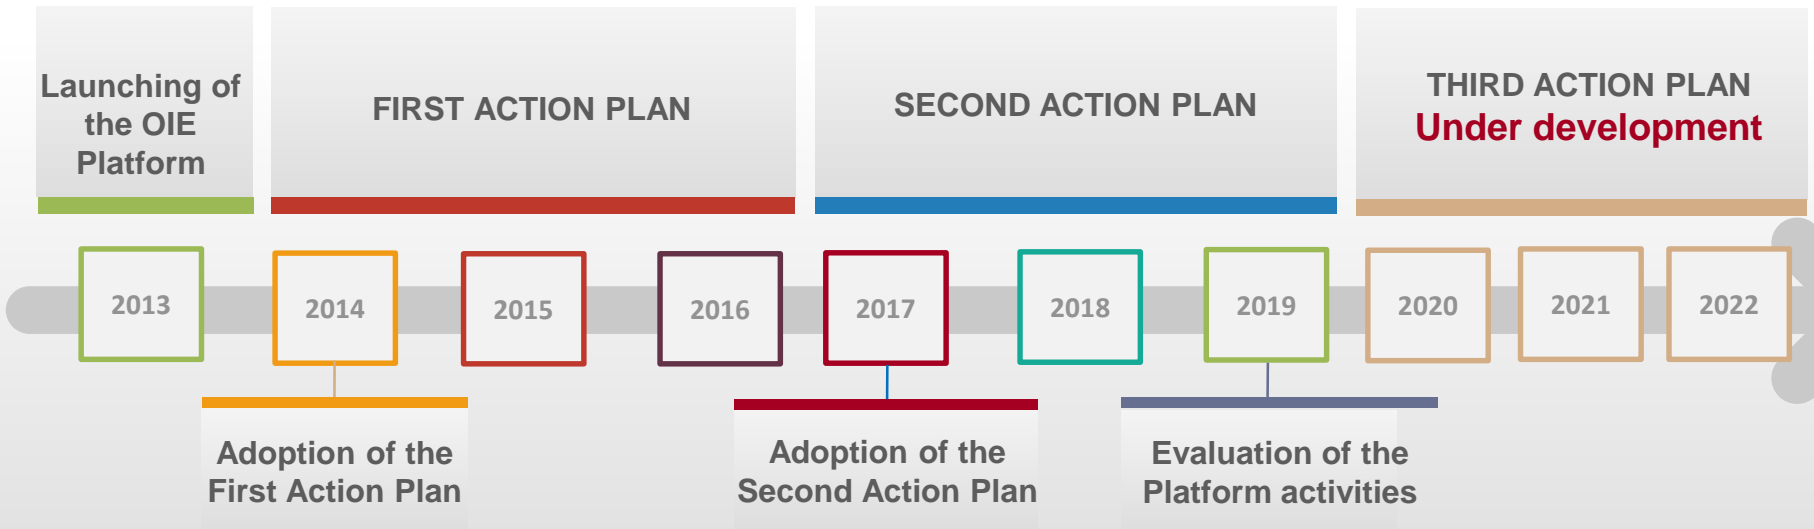 Launching of
the OIE
Platform
FIRST ACTION PLAN
SECOND ACTION PLAN
THIRD ACTION PLAN
Under development
2013
2014
2015
2016
2017
2018
2019
2020
2021
2022
Adoption of the
First Action Plan
Adoption of the
Second Action Plan
Evaluation of the
Platform activities